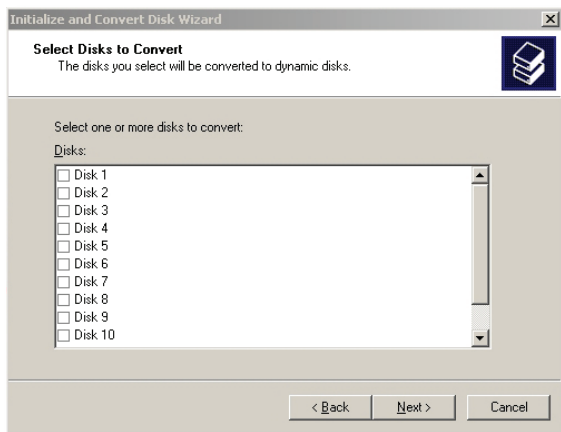 Initialize and Convert Disk Wizard
Select Disks to Convert
The disks you select will be converted to dynamic disks.
Select one or more disks to convert:
Disks:
Disk 1
Disk 2
Disk 3
Disk 4
Disk 5
Disk 6
Disk 7
Disk 8
Disk 9
Disk 10
< Back Next > Cancel